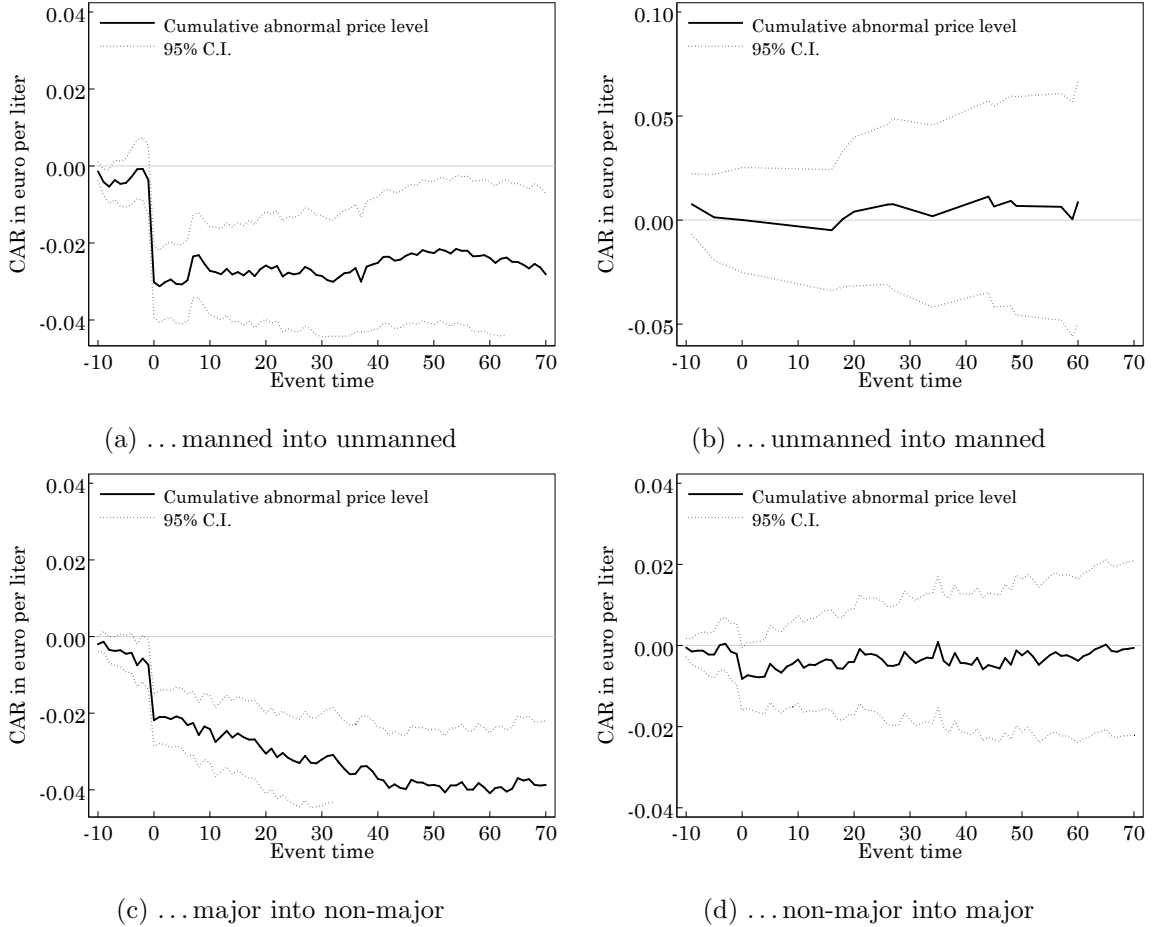 0.04
0.02
0.00
-0.02
-0.04
CAR in euro per liter
Cumulative abnormal price level
95% C.I.
-10 0 10 20 30 40 50 60 70
Event time
(a) ...manned into unmanned
0.10
0.05
0.00
-0.05
CAR in euro per liter
Cumulative abnormal price level
95% C.I.
-10 0 10 20 30 40 50 60 70
Event time
(b) ...unmanned into manned
0.04
0.02
0.00
-0.02
-0.04
CAR in euro per liter
Cumulative abnormal price level
95% C.I.
-10 0 10 20 30 40 50 60 70
Event time
(c) ...major into non-major
0.04
0.02
0.00
-0.02
-0.04
CAR in euro per liter
Cumulative abnormal price level
95% C.I.
-10 0 10 20 30 40 50 60 70
Event time
(d) ...non-major into major